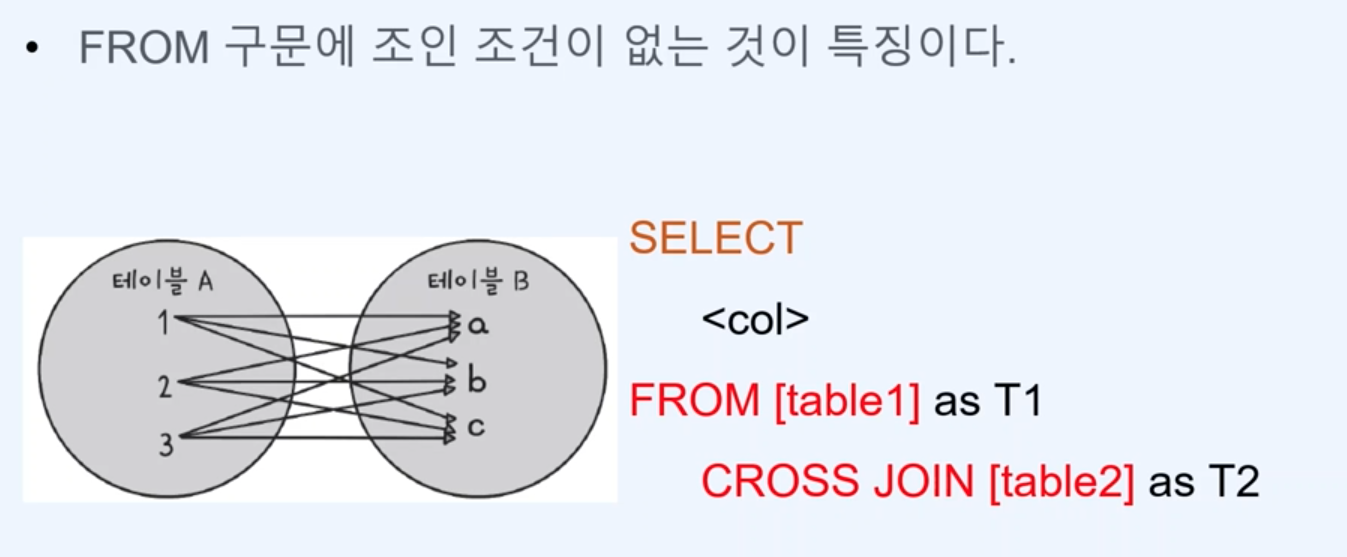 • FROM 구문에 조인 조건이 없는 것이 특징이다.
테이블 A
1
2
3
테이블 B
a
b
c
SELECT
<col>
FROM [table1] as T1
CROSS JOIN [table2] as T2